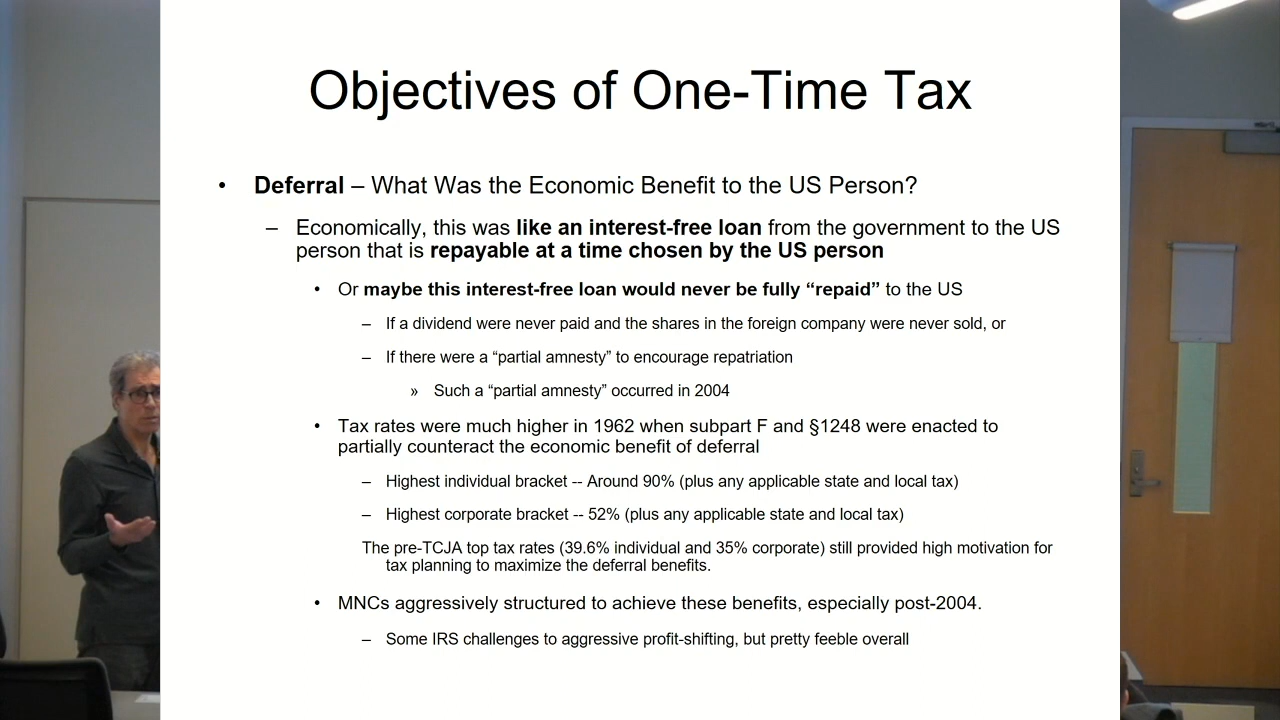 Objectives of One-Time Tax
• Deferral – What Was the Economic Benefit to the US Person?
– Economically, this was like an interest-free loan from the government to the US
person that is repayable at a time chosen by the US person
• Or maybe this interest-free loan would never be fully “repaid” to the US
– If a dividend were never paid and the shares in the foreign company were never sold, or
– If there were a “partial amnesty” to encourage repatriation
» Such a “partial amnesty” occurred in 2004
• Tax rates were much higher in 1962 when subpart F and §1248 were enacted to
partially counteract the economic benefit of deferral
– Highest individual bracket -- Around 90% (plus any applicable state and local tax)
– Highest corporate bracket -- 52% (plus any applicable state and local tax)
The pre-TCJA top tax rates (39.6% individual and 35% corporate) still provided high motivation for
tax planning to maximize the deferral benefits.
• MNCs aggressively structured to achieve these benefits, especially post-2004.
– Some IRS challenges to aggressive profit-shifting, but pretty feeble overall